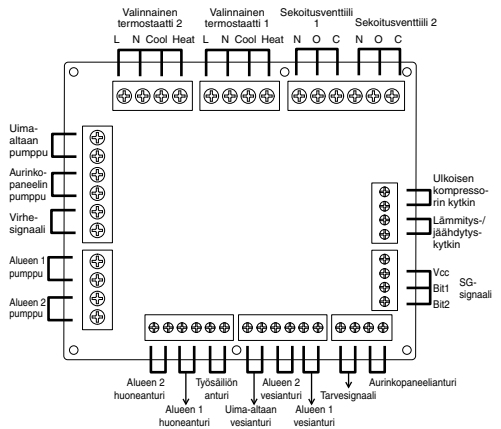 Valinnainen
termostaatti 2
Valinnainen
termostaatti 1
Sekoitusventtiili
1
Sekoitusventtiili 2
L N Cool Heat
L N Cool Heat
N O C
N O C
Uima-
altaan
pumppu
Aurinko-
paneelin
pumppu
Virhe-
signaali
Alueen 1
pumppu
Alueen 2
pumppu
Ulkoisen
kompresso-
rin kytkin
Lämmitys-/
jäähdytys-
kytkin
Vcc
Bit1
Bit2
SG-
signaali
Alueen 2
huoneanturi
Työsäiliön
anturi
Alueen 2
vesianturi
Tarvesignaali
Aurinkopaneelianturi
Alueen 1
huoneanturi
Uima-altaan
vesianturi
Alueen 1
vesianturi